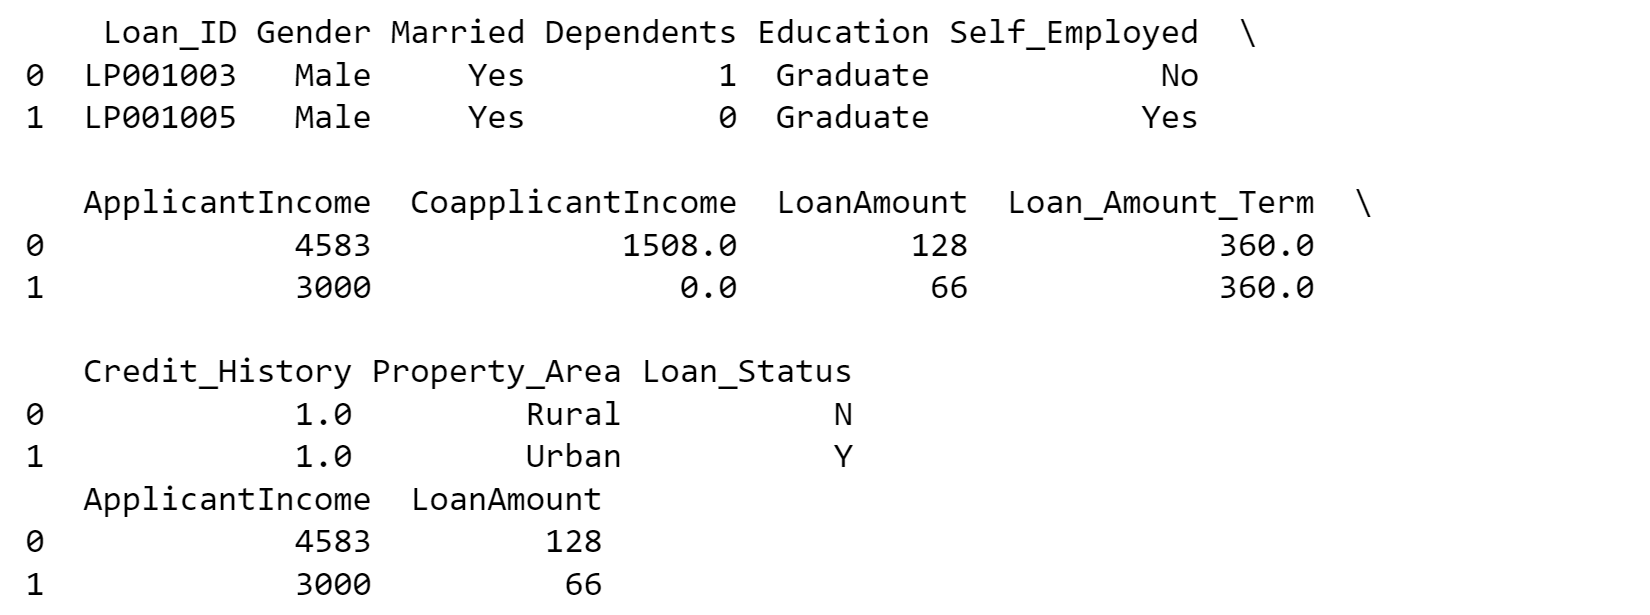 Loan_ID Gender Married Dependents Education Self_Employed \
0 LP001003 Male Yes 1 Graduate No
1 LP001005 Male Yes 0 Graduate Yes
ApplicantIncome CoapplicantIncome LoanAmount Loan_Amount_Term \
0 4583 1508.0 128 360.0
1 3000 0.0 66 360.0
Credit_History Property_Area Loan_Status
0 1.0 Rural N
1 1.0 Urban Y
ApplicantIncome LoanAmount
0 4583 128
1 3000 66